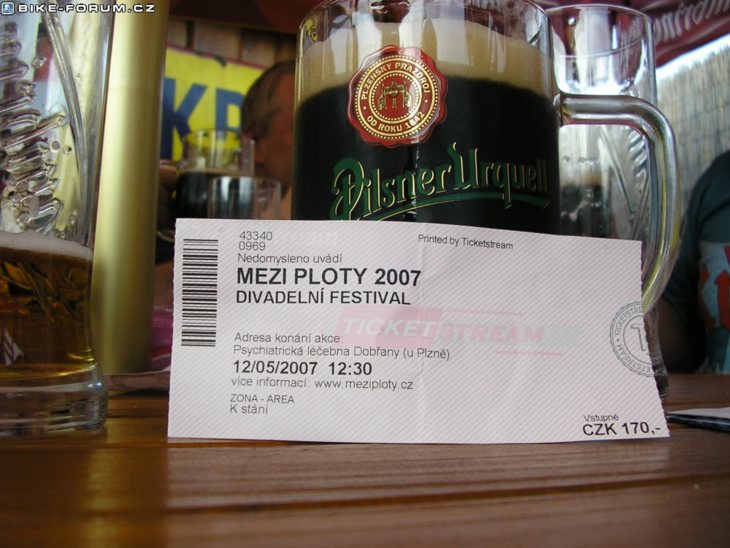 BIKE-FORUM.CZ
PLZEŇSKÝ PRAZDROJ
OD ROKU 1842
Pilsner Urquell
43340
0969
Printed by Ticketstream
Nedomysleno uvádí
MEZI PLOTY 2007
DIVADELNÍ FESTIVAL
TICKETSTREAM
Adresa konání akce:
Psychiatrická léčebna Dobřany (u Plzně)
12/05/2007 12:30
více informací: www.meziploty.cz
ZONA - AREA
K stání
Vstupné
CZK 170,-